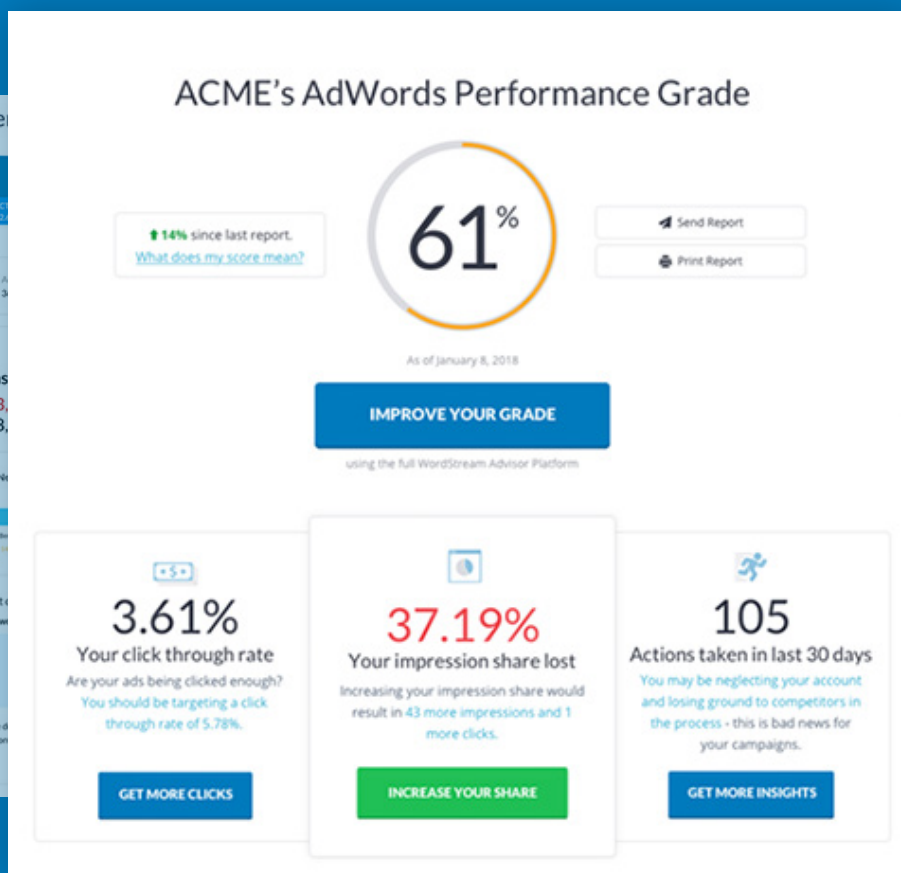 ACME's AdWords Performance Grade
⬆ 14% since last report.
What does my score mean?
61%
Send Report
Print Report
As of January 8, 2018
IMPROVE YOUR GRADE
using the full WordStream Advisor Platform
3.61%
Your click through rate
Are your ads being clicked enough?
You should be targeting a click
through rate of 5.78%.
GET MORE CLICKS
37.19%
Your impression share lost
Increasing your impression share would
result in 43 more impressions and 1
more clicks.
INCREASE YOUR SHARE
105
Actions taken in last 30 days
You may be neglecting your account
and losing ground to competitors in
the process - this is bad news for
your campaigns.
GET MORE INSIGHTS